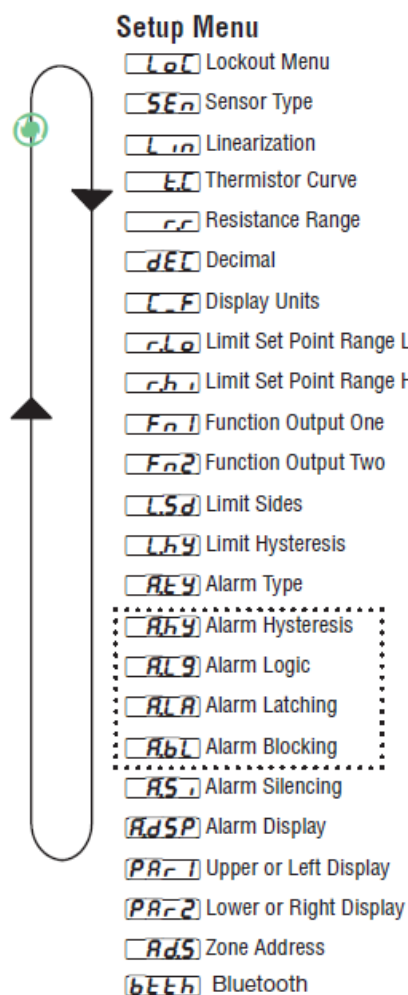 Setup Menu
LoC Lockout Menu
SEn Sensor Type
Lin Linearization
t.C Thermistor Curve
r.r Resistance Range
dEC Decimal
C_F Display Units
r.Lo Limit Set Point Range L
r.hi Limit Set Point Range H
Fn1 Function Output One
Fn2 Function Output Two
L.Sd Limit Sides
L.hy Limit Hysteresis
A.ty Alarm Type
A.hy Alarm Hysteresis
A.Lg Alarm Logic
A.LA Alarm Latching
A.bL Alarm Blocking
A.Si Alarm Silencing
A.dSP Alarm Display
PAr1 Upper or Left Display
PAr2 Lower or Right Display
Ad.S Zone Address
btth Bluetooth